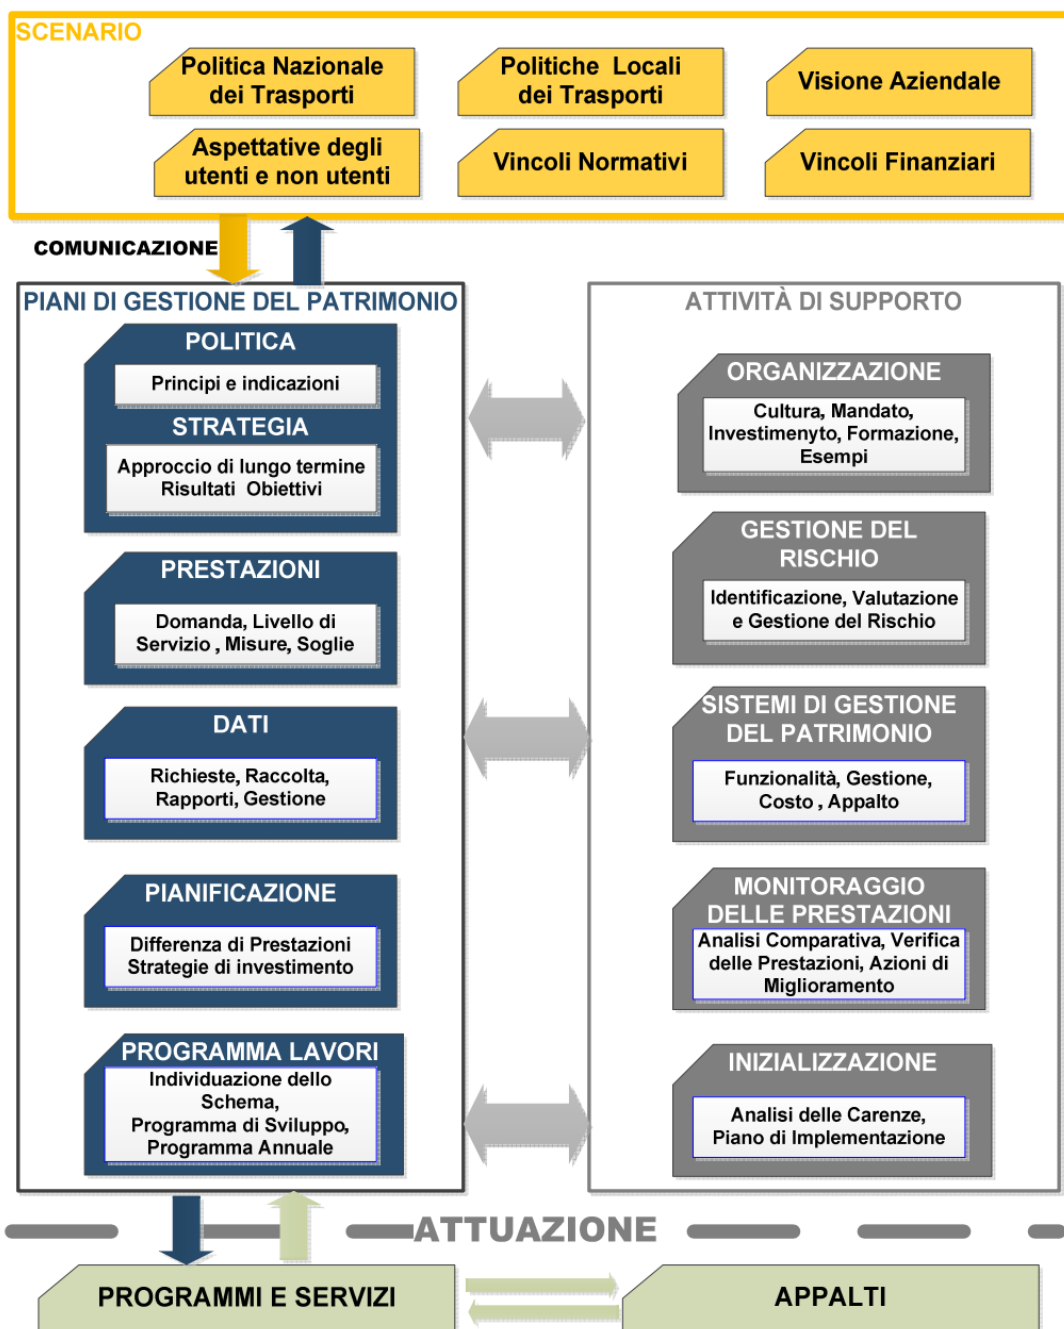 SCENARIO
Politica Nazionale
dei Trasporti
Politiche Locali
dei Trasporti
Visione Aziendale
Aspettative degli
utenti e non utenti
Vincoli Normativi
Vincoli Finanziari
COMUNICAZIONE
PIANI DI GESTIONE DEL PATRIMONIO
POLITICA
Principi e indicazioni
STRATEGIA
Approccio di lungo termine
Risultati Obiettivi
PRESTAZIONI
Domanda, Livello di
Servizio , Misure, Soglie
DATI
Richieste, Raccolta,
Rapporti, Gestione
PIANIFICAZIONE
Differenza di Prestazioni
Strategie di investimento
PROGRAMMA LAVORI
Individuazione dello
Schema,
Programma di Sviluppo,
Programma Annuale
ATTIVITÀ DI SUPPORTO
ORGANIZZAZIONE
Cultura, Mandato,
Investimenyto, Formazione,
Esempi
GESTIONE DEL
RISCHIO
Identificazione, Valutazione
e Gestione del Rischio
SISTEMI DI GESTIONE
DEL PATRIMONIO
Funzionalità, Gestione,
Costo , Appalto
MONITORAGGIO
DELLE PRESTAZIONI
Analisi Comparativa, Verifica
delle Prestazioni, Azioni di
Miglioramento
INIZIALIZZAZIONE
Analisi delle Carenze,
Piano di Implementazione
ATTUAZIONE
PROGRAMMI E SERVIZI
APPALTI